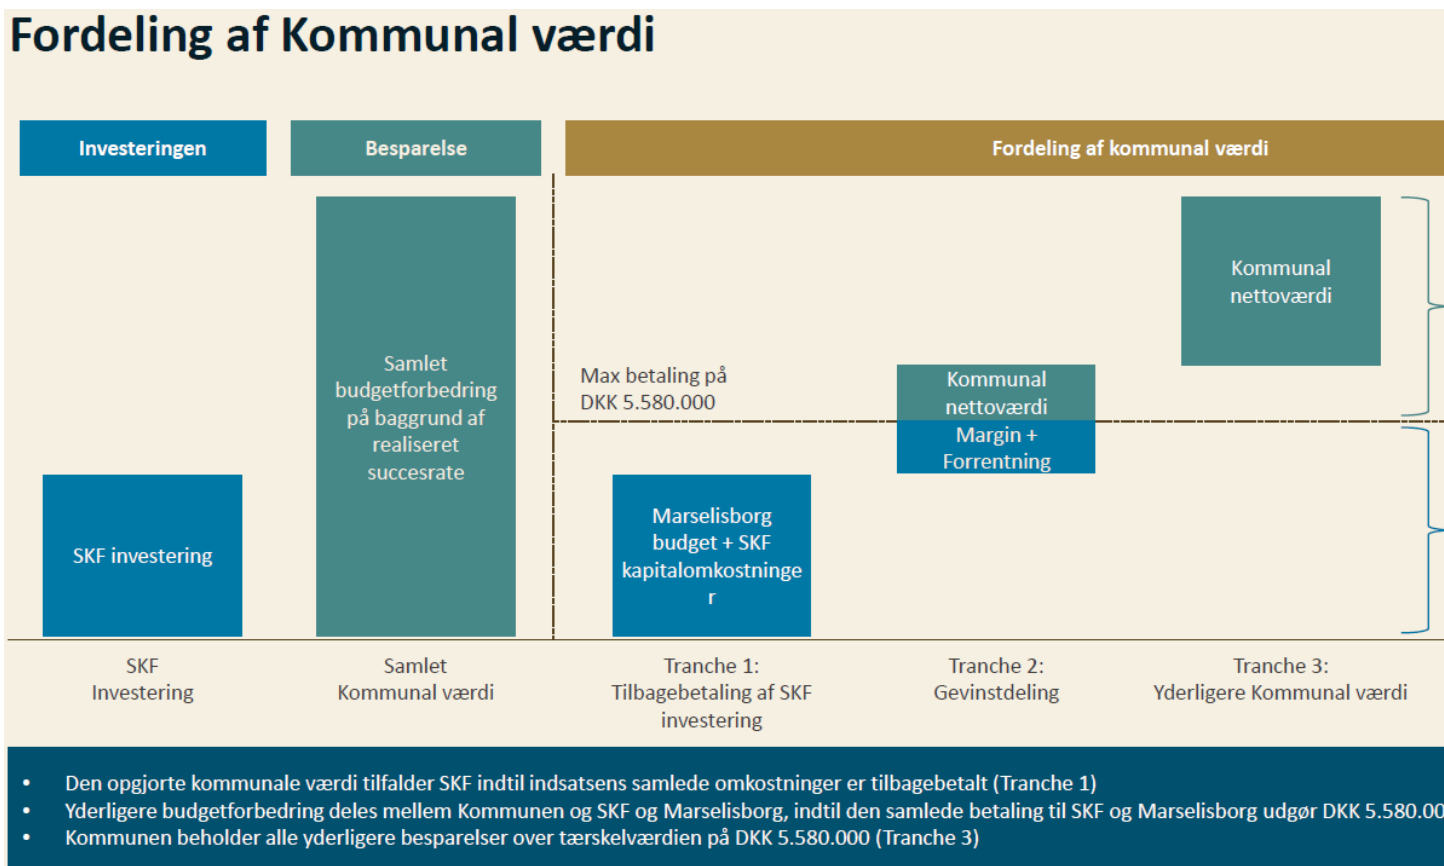 Fordeling af Kommunal værdi
Investeringen
Besparelse
Fordeling af kommunal værdi
SKF investering
Samlet
budgetforbedring
på baggrund af
realiseret
succesrate
Max betaling på
DKK 5.580.000
Marselisborg
budget + SKF
kapitalomkostninge
r
Kommunal
nettoværdi
Margin +
Forrentning
Kommunal
nettoværdi
SKF
Investering
Samlet
Kommunal værdi
Tranche 1:
Tilbagebetaling af SKF
investering
Tranche 2:
Gevinstdeling
Tranche 3:
Yderligere Kommunal værdi
• Den opgjorte kommunale værdi tilfalder SKF indtil indsatsens samlede omkostninger er tilbagebetalt (Tranche 1)
• Yderligere budgetforbedring deles mellem Kommunen og SKF og Marselisborg, indtil den samlede betaling til SKF og Marselisborg udgør DKK 5.580.00
• Kommunen beholder alle yderligere besparelser over tærskelværdien på DKK 5.580.000 (Tranche 3)